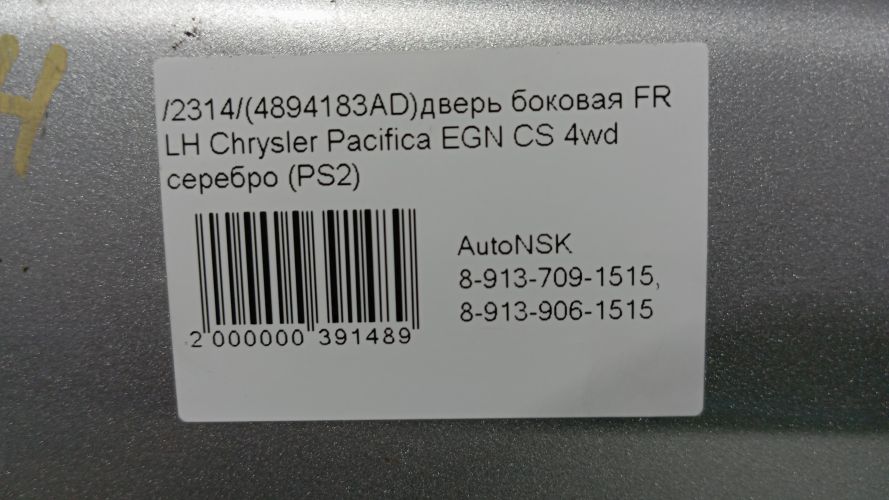 /2314/(4894183AD)дверь боковая FR
LH Chrysler Pacifica EGN CS 4wd
серебро (PS2)
AutoNSK
8-913-709-1515,
8-913-906-1515
2 000000 391489